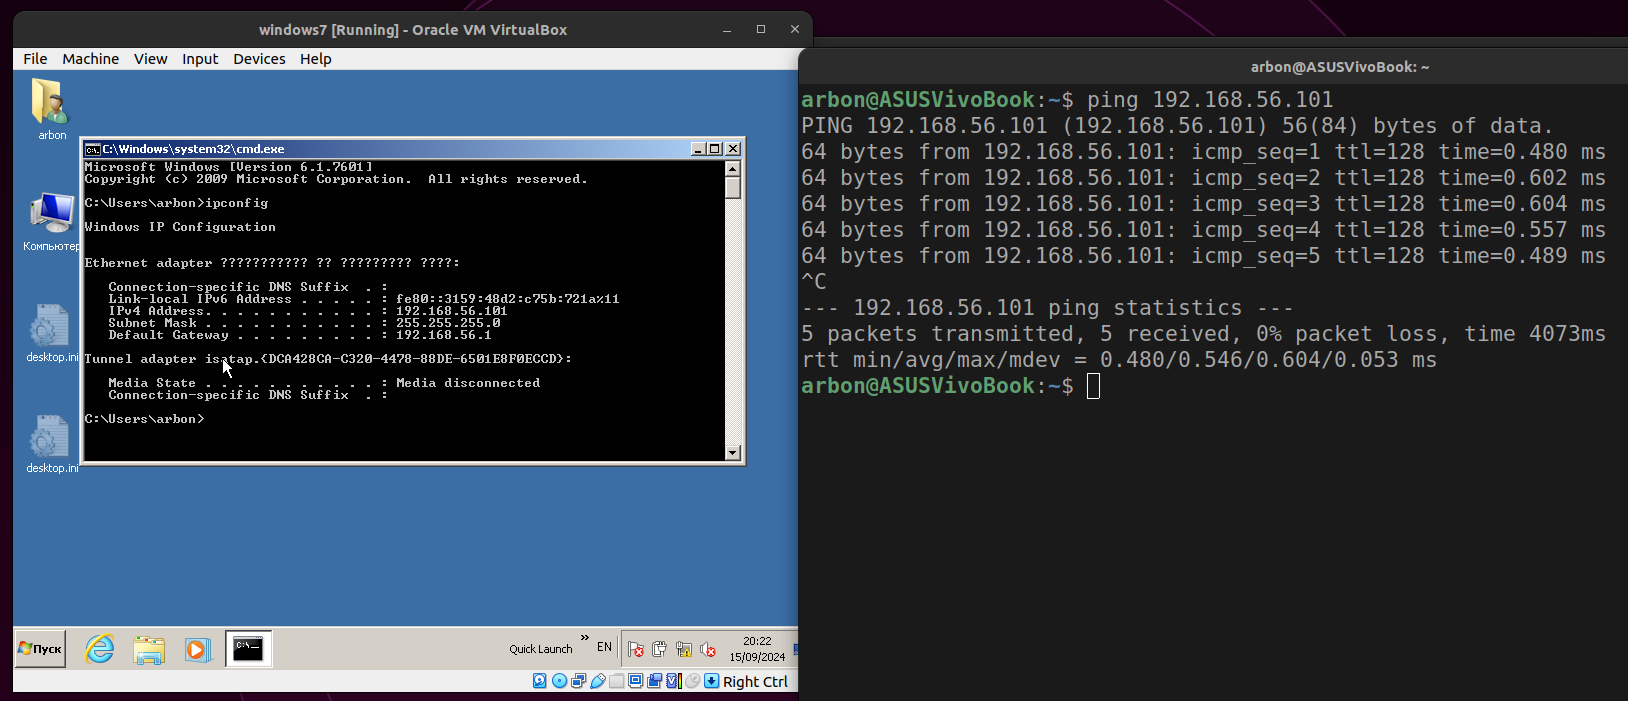 windows7 [Running] - Oracle VM VirtualBox
File Machine View Input Devices Help
arbon
Компьютер
desktop.ini
desktop.ini
C:\Windows\system32\cmd.exe
Microsoft Windows [Version 6.1.7601]
Copyright (c) 2009 Microsoft Corporation.  All rights reserved.
C:\Users\arbon>ipconfig
Windows IP Configuration
Ethernet adapter ??????????? ?? ????????? ????:
Connection-specific DNS Suffix  . :
Link-local IPv6 Address . . . . . : fe80::3159:48d2:c75b:721a%11
IPv4 Address. . . . . . . . . . . : 192.168.56.101
Subnet Mask . . . . . . . . . . . : 255.255.255.0
Default Gateway . . . . . . . . . : 192.168.56.1
Tunnel adapter isatap.{DCA428CA-C320-4478-88DE-6501E8F0ECCD}:
Media State . . . . . . . . . . . : Media disconnected
Connection-specific DNS Suffix  . :
C:\Users\arbon>
Пуск
Quick Launch
»
EN
20:22
15/09/2024
Right Ctrl
arbon@ASUSVivoBook: ~
arbon@ASUSVivoBook:~$ ping 192.168.56.101
PING 192.168.56.101 (192.168.56.101) 56(84) bytes of data.
64 bytes from 192.168.56.101: icmp_seq=1 ttl=128 time=0.480 ms
64 bytes from 192.168.56.101: icmp_seq=2 ttl=128 time=0.602 ms
64 bytes from 192.168.56.101: icmp_seq=3 ttl=128 time=0.604 ms
64 bytes from 192.168.56.101: icmp_seq=4 ttl=128 time=0.557 ms
64 bytes from 192.168.56.101: icmp_seq=5 ttl=128 time=0.489 ms
^C
--- 192.168.56.101 ping statistics ---
5 packets transmitted, 5 received, 0% packet loss, time 4073ms
rtt min/avg/max/mdev = 0.480/0.546/0.604/0.053 ms
arbon@ASUSVivoBook:~$